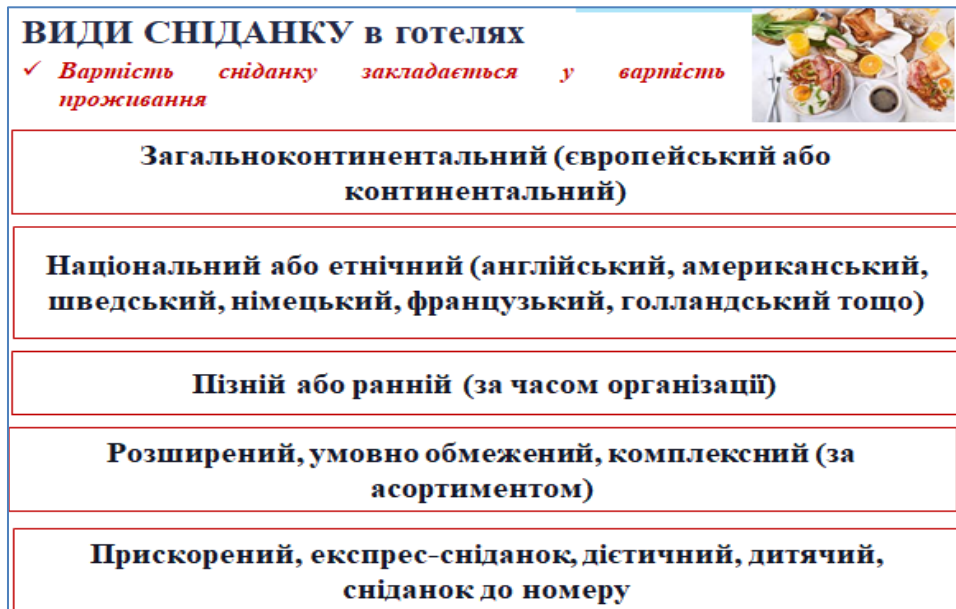 ВИДИ СНІДАНКУ в готелях
✓ Вартість сніданку закладається у вартість
проживання
Загальноконтинентальний (європейський або
континентальний)
Національний або етнічний (англійський, американський,
шведський, німецький, французький, голландський тощо)
Пізній або ранній (за часом організації)
Розширений, умовно обмежений, комплексний (за
асортиментом)
Прискорений, експрес-сніданок, дієтичний, дитячий,
сніданок до номеру